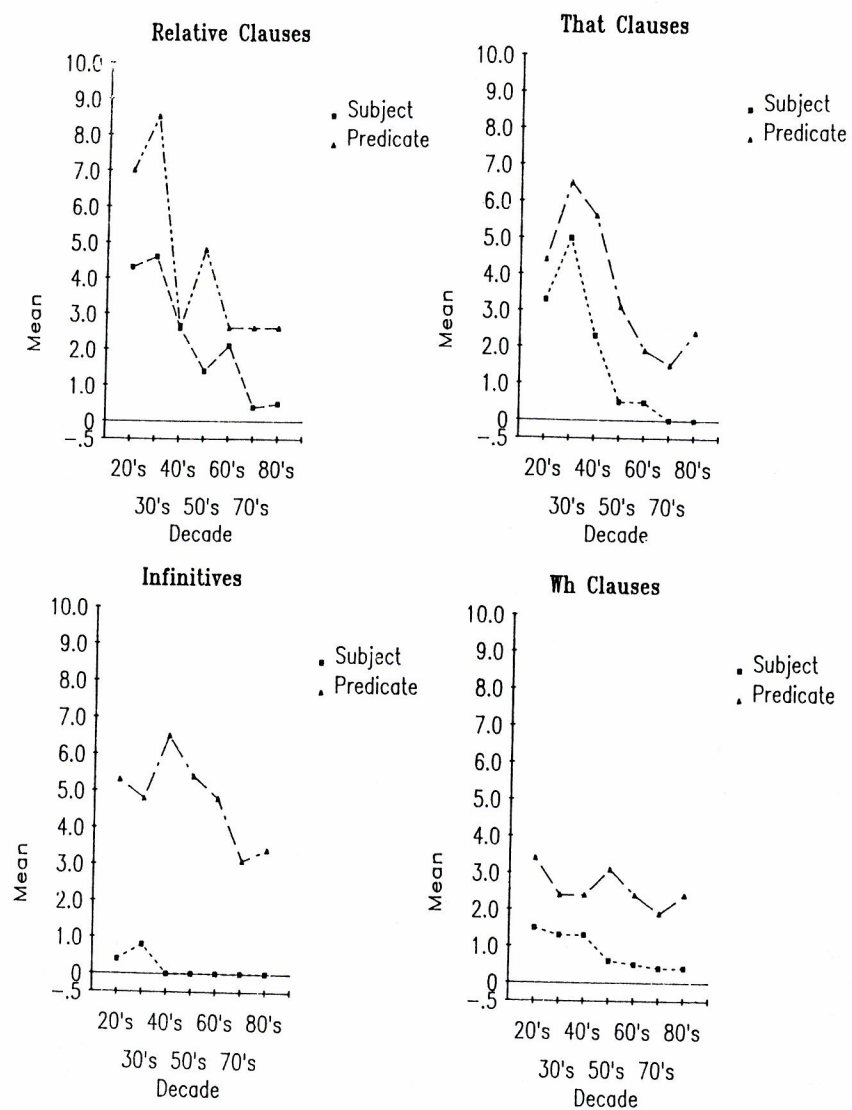 Relative Clauses
10.0
9.0
8.0
7.0
6.0
5.0
4.0
3.0
2.0
1.0
0
-.5
Mean
Subject
Predicate
20's 40's 60's 80's
30's 50's 70's
Decade
That Clauses
10.0
9.0
8.0
7.0
6.0
5.0
4.0
3.0
2.0
1.0
0
-.5
Mean
Subject
Predicate
20's 40's 60's 80's
30's 50's 70's
Decade
Infinitives
10.0
9.0
8.0
7.0
6.0
5.0
4.0
3.0
2.0
1.0
0
-.5
Mean
Subject
Predicate
20's 40's 60's 80's
30's 50's 70's
Decade
Wh Clauses
10.0
9.0
8.0
7.0
6.0
5.0
4.0
3.0
2.0
1.0
0
-.5
Mean
Subject
Predicate
20's 40's 60's 80's
30's 50's 70's
Decade